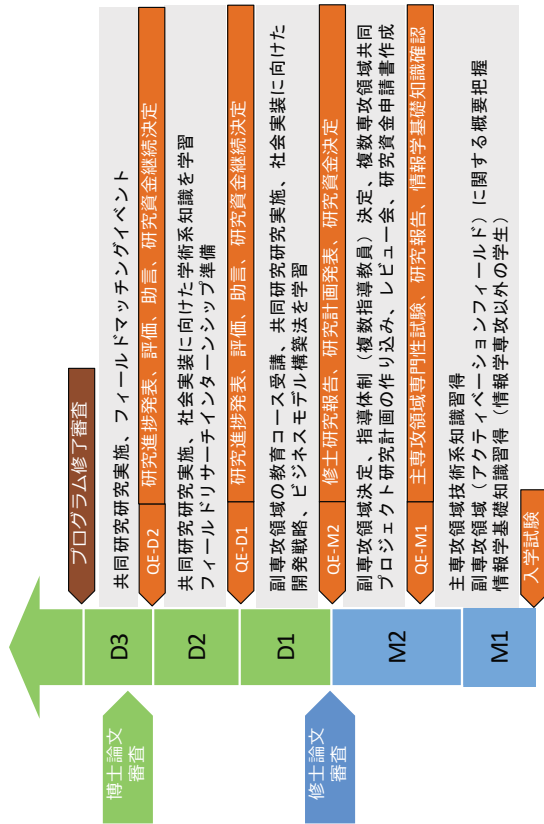 プログラム修了審査
共同研究研究実施、フィールドマッチングイベント
QE-D2
研究進捗発表、評価、助言、研究資金継続決定
共同研究研究実施、社会実装に向けた学術系式知識を学習
フィールドリサーチインターンシップ準備
QE-D1
研究進捗発表、評価、助言、研究資金継続決定
副専攻領域の教育コース受講、共同研究研究実施、社会実装に向けた
開発戦略、ビジネスモデル構築法を学習
QE-M2
修士研究報告、研究計画発表、研究資金決定
副専攻領域決定、指導体制（複数指導教員）決定、複数専攻領域共同
プロジェクト研究計画の作り込み、レビュー会、研究資金申請書作成
QE-M1
主専攻領域専門性試験、研究報告、情報学基礎知識確認
主専攻領域技術系知識習得
副専攻領域（アクティベーションフィールド）に関する概要把握
情報学基礎知識習得（情報学専攻以外の学生）
入学試験
D3
D2
D1
M2
M1
博士論文
審査
修士論文
審査